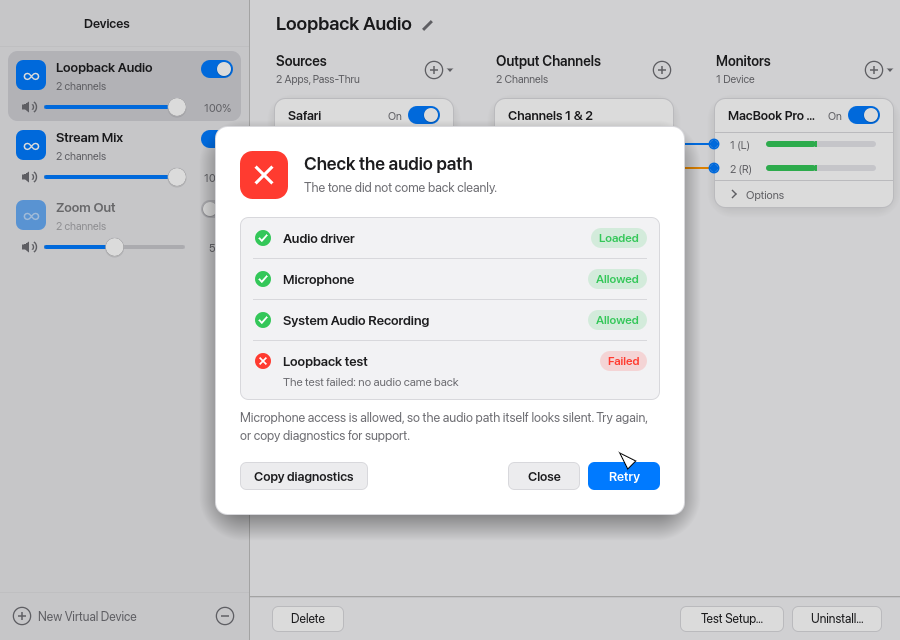 Devices
Loopback Audio
2 channels
100%
Stream Mix
2 channels
10
Zoom Out
2 channels
5
New Virtual Device
Loopback Audio
Sources
2 Apps, Pass-Thru
Output Channels
2 Channels
Monitors
1 Device
Safari
On
Channels 1 & 2
MacBook Pro ...
On
1 (L)
2 (R)
Options
Check the audio path
The tone did not come back cleanly.
Audio driver
Loaded
Microphone
Allowed
System Audio Recording
Allowed
Loopback test
Failed
The test failed: no audio came back
Microphone access is allowed, so the audio path itself looks silent. Try again,
or copy diagnostics for support.
Copy diagnostics
Close
Retry
Delete
Test Setup...
Uninstall...